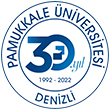 PAMUKKALE ÜNİVERSİTESİ
30.yıl
1992 - 2022
DENİZLİ